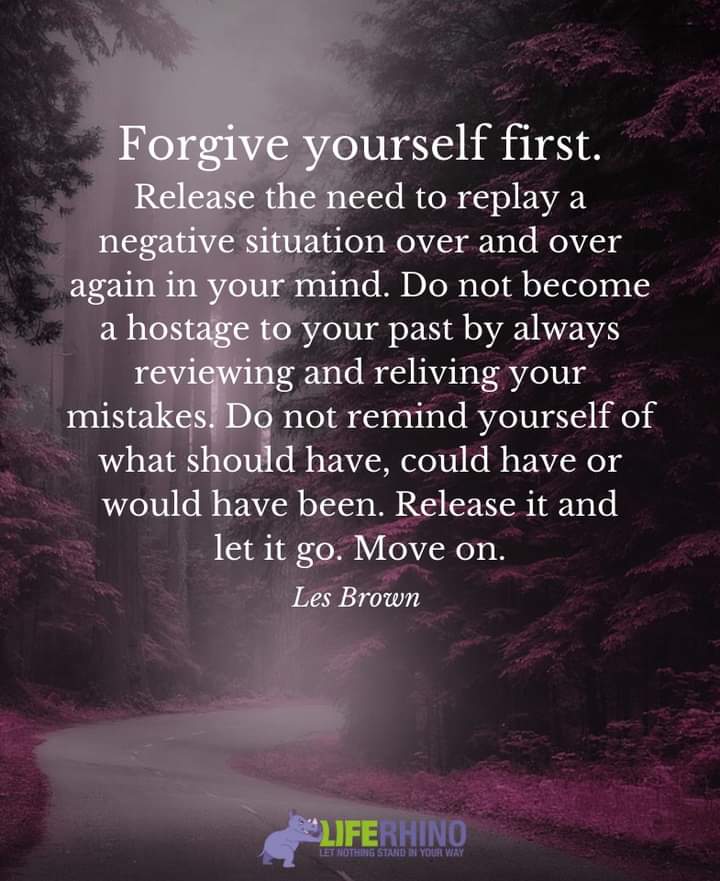 Forgive yourself first.
Release the need to replay a
negative situation over and over
again in your mind. Do not become
a hostage to your past by always
reviewing and reliving your
mistakes. Do not remind yourself of
what should have, could have or
would have been. Release it and
let it go. Move on.
Les Brown
LIFERHINO
LET NOTHING STAND IN YOUR WAY